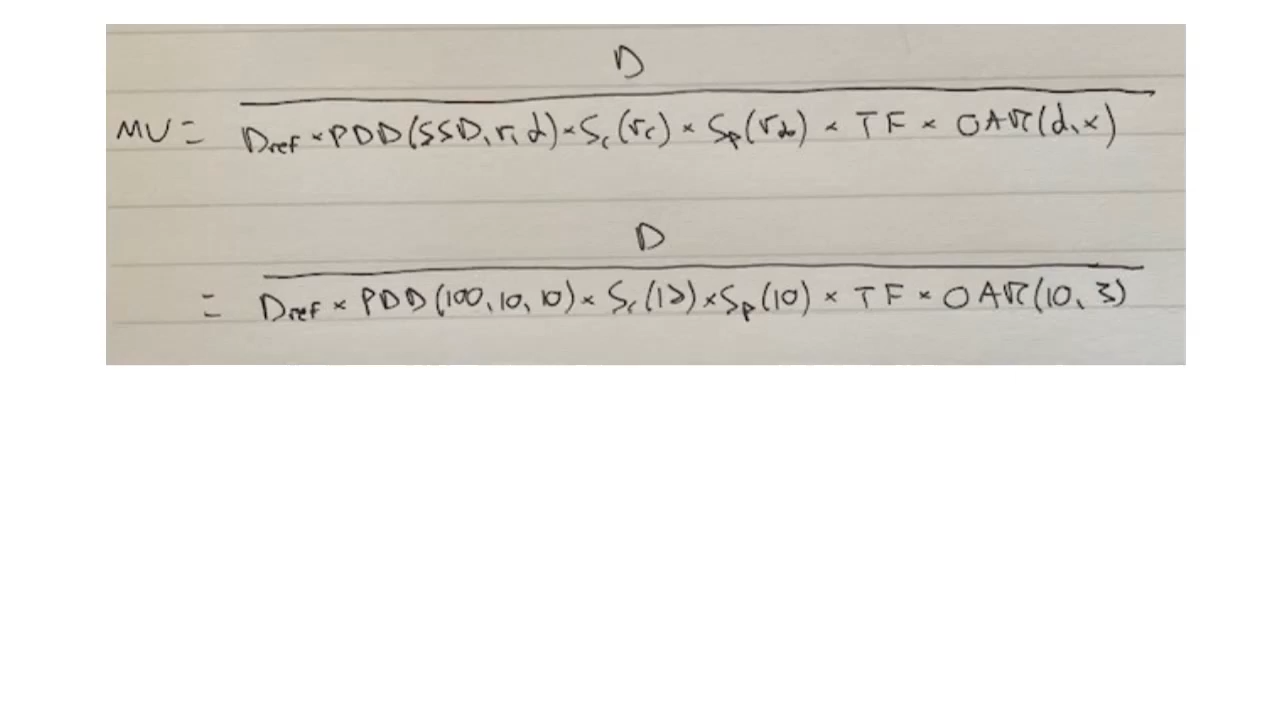 D
MU = Dref × PDD(SSD, r, d) × Sc(rc) × Sp(rd) × TF × OAR(d, x)
D
= Dref × PDD(100, 10, 10) × Sc(12) × Sp(10) × TF × OAR(10, 3)